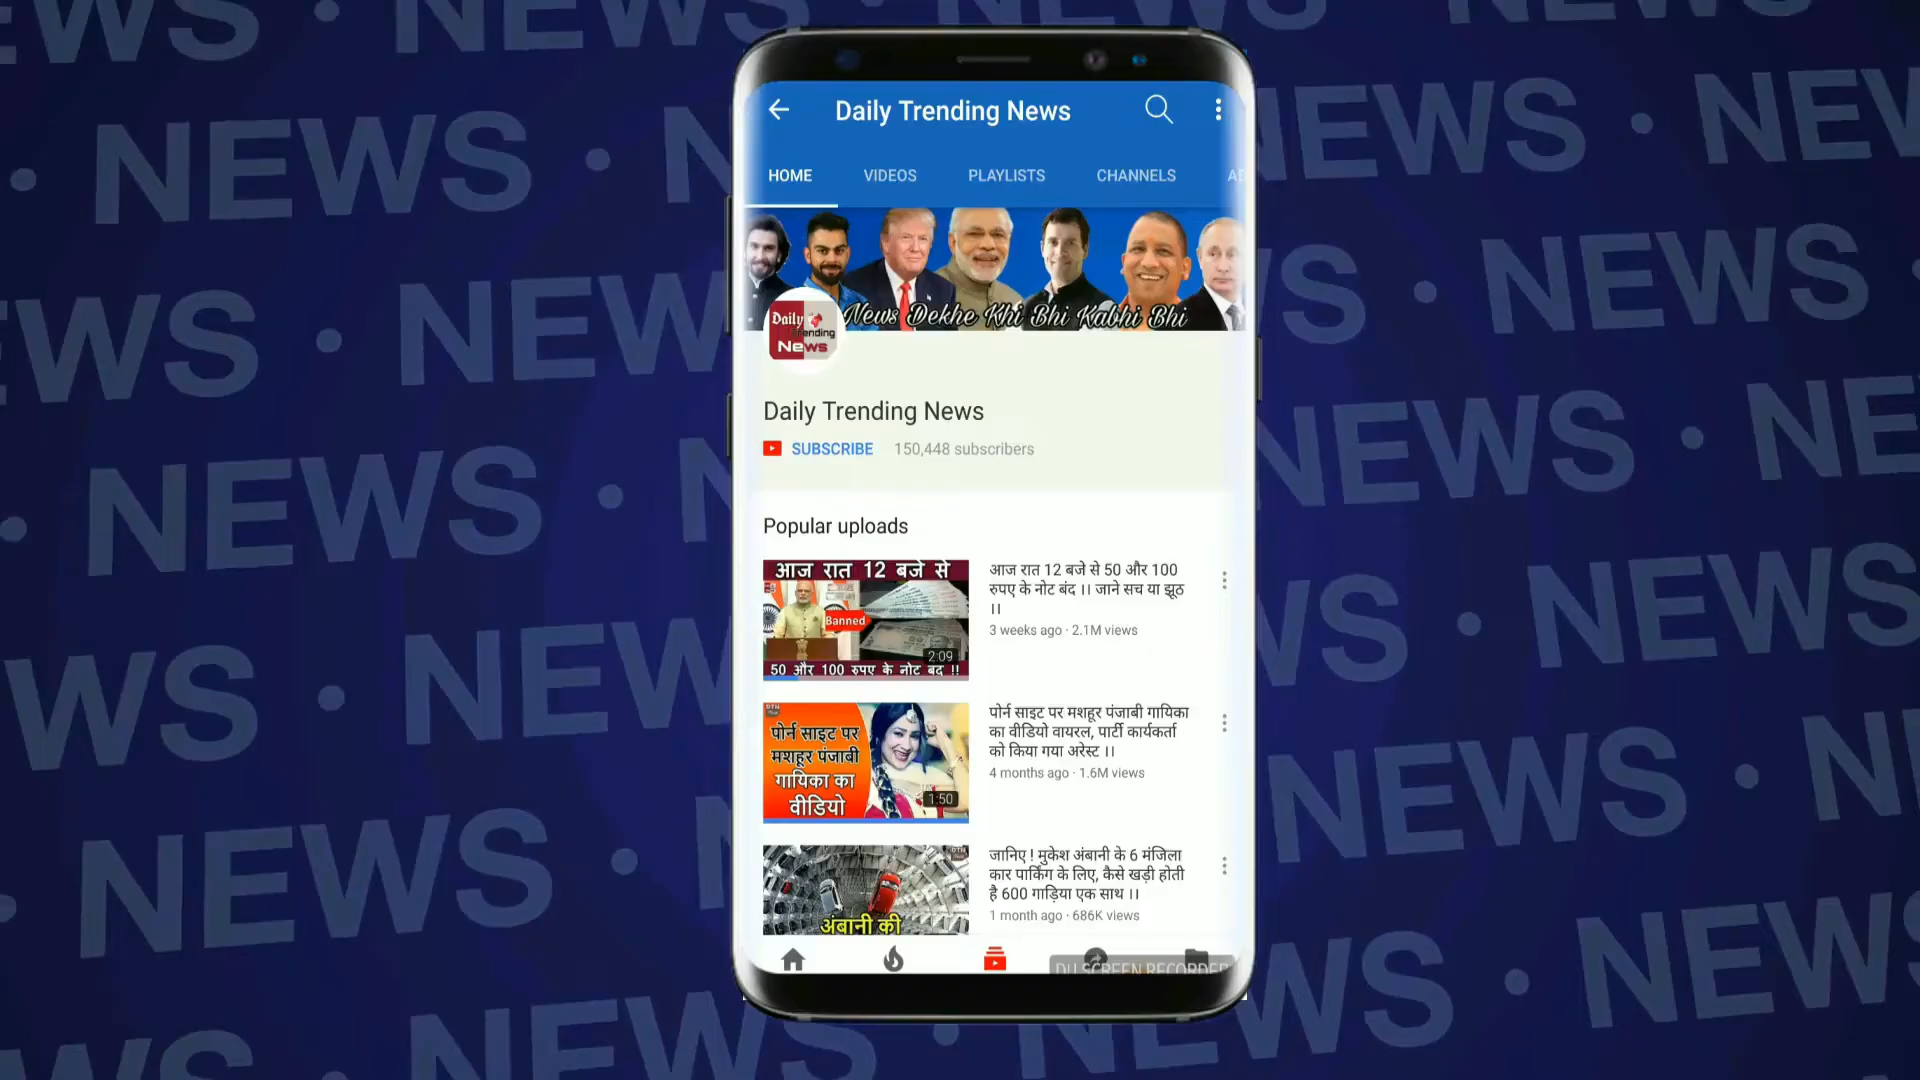 NEWS • NEWS
Daily Trending News
HOME VIDEOS PLAYLISTS CHANNELS
News Dekhe Khi Bhi Kabhi Bhi
Daily
Trending
News
Daily Trending News
SUBSCRIBE 150,448 subscribers
Popular uploads
आज रात 12 बजे से
Banned
2:09
50 और 100 रुपए के नोट बंद !!
आज रात 12 बजे से 50 और 100
रुपए के नोट बंद ।। जाने सच या झूठ
।।
3 weeks ago · 2.1M views
पोर्न साइट पर
मशहूर पंजाबी
गायिका का
वीडियो
1:50
पोर्न साइट पर मशहूर पंजाबी गायिका
का वीडियो वायरल, पार्टी कार्यकर्ता
को किया गया अरेस्ट ।।
4 months ago · 1.6M views
अंबानी की
जानिए ! मुकेश अंबानी के 6 मंजिला
कार पार्किंग के लिए, कैसे खड़ी होती
है 600 गाड़िया एक साथ ।।
1 month ago · 686K views
DU SCREEN RECORDER